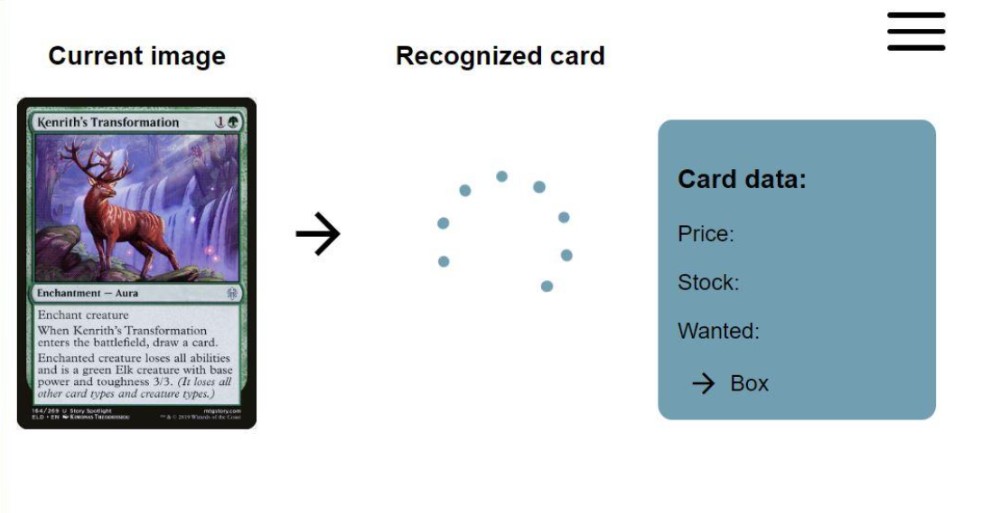 Current image
Recognized card
Kenrith's Transformation 1
Enchantment — Aura
Enchant creature
When Kenrith's Transformation
enters the battlefield, draw a card.
Enchanted creature loses all abilities
and is a green Elk creature with base
power and toughness 3/3. (It loses all
other card types and creature types.)
164/269 U Story Spotlight
mtgstory.com
ELD • EN
™ & © 2019 Wizards of the Coast
Card data:
Price:
Stock:
Wanted:
→ Box